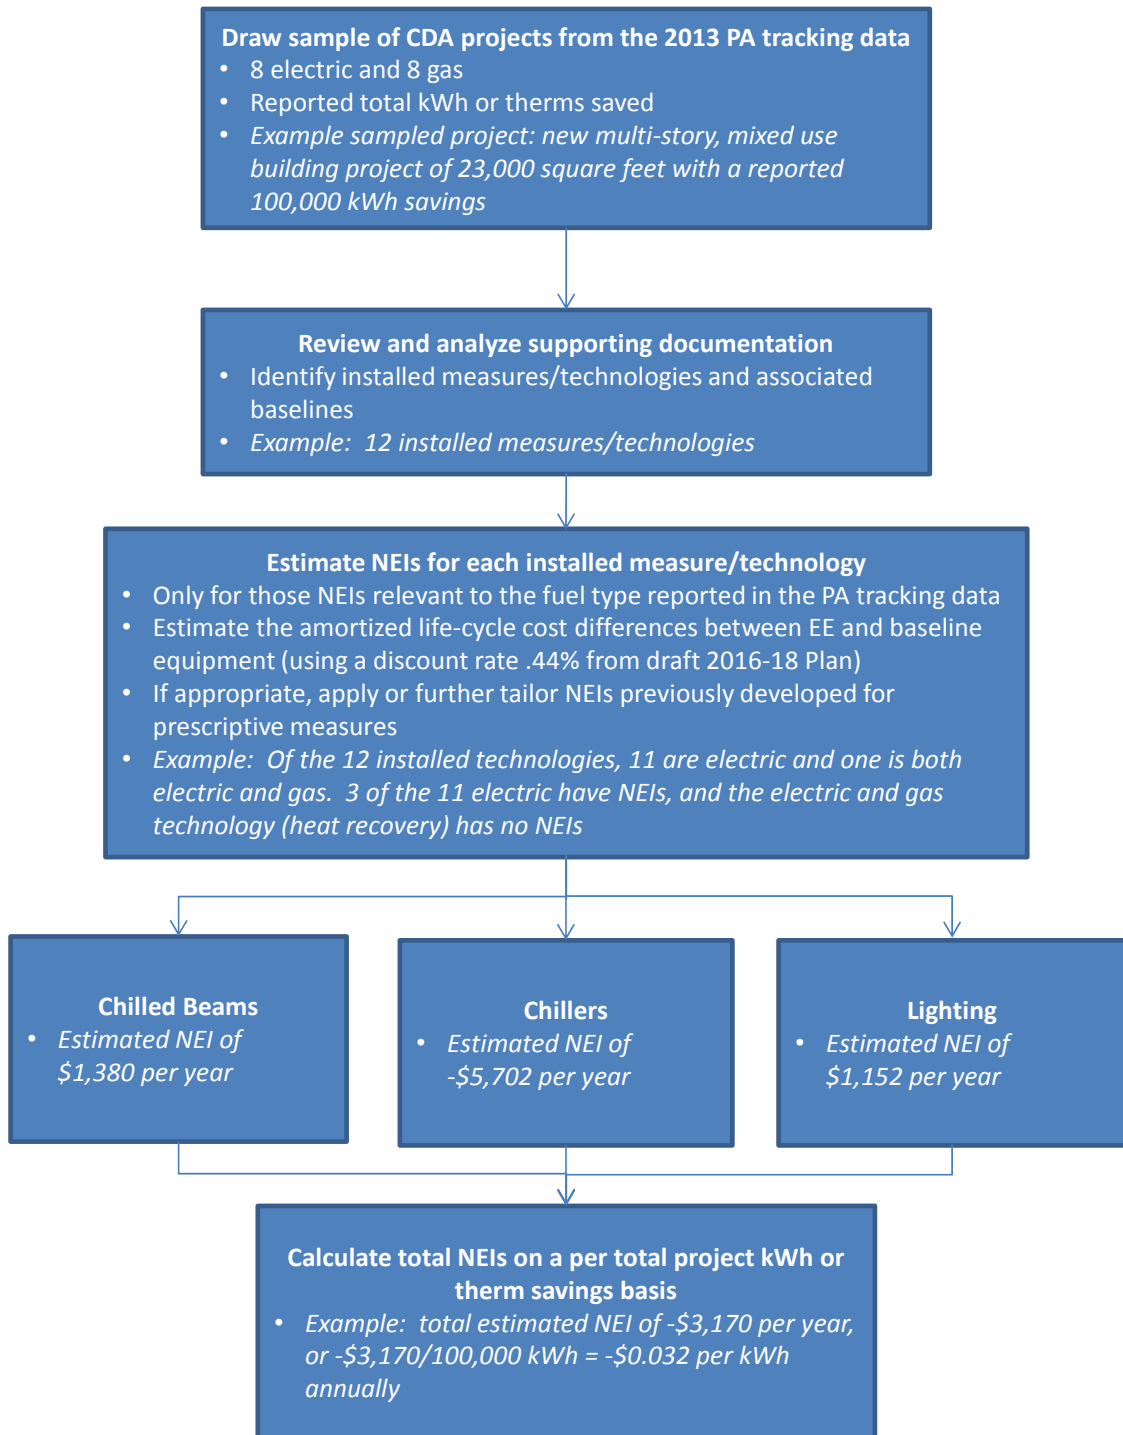 Draw sample of CDA projects from the 2013 PA tracking data
• 8 electric and 8 gas
• Reported total kWh or therms saved
• Example sampled project: new multi-story, mixed use
building project of 23,000 square feet with a reported
100,000 kWh savings
Review and analyze supporting documentation
• Identify installed measures/technologies and associated
baselines
• Example:  12 installed measures/technologies
Estimate NEIs for each installed measure/technology
• Only for those NEIs relevant to the fuel type reported in the PA tracking data
• Estimate the amortized life-cycle cost differences between EE and baseline
equipment (using a discount rate .44% from draft 2016-18 Plan)
• If appropriate, apply or further tailor NEIs previously developed for
prescriptive measures
• Example:  Of the 12 installed technologies, 11 are electric and one is both
electric and gas.  3 of the 11 electric have NEIs, and the electric and gas
technology (heat recovery) has no NEIs
Chilled Beams
• Estimated NEI of
$1,380 per year
Chillers
• Estimated NEI of
-$5,702 per year
Lighting
• Estimated NEI of
$1,152 per year
Calculate total NEIs on a per total project kWh or
therm savings basis
• Example:  total estimated NEI of -$3,170 per year,
or -$3,170/100,000 kWh = -$0.032 per kWh
annually